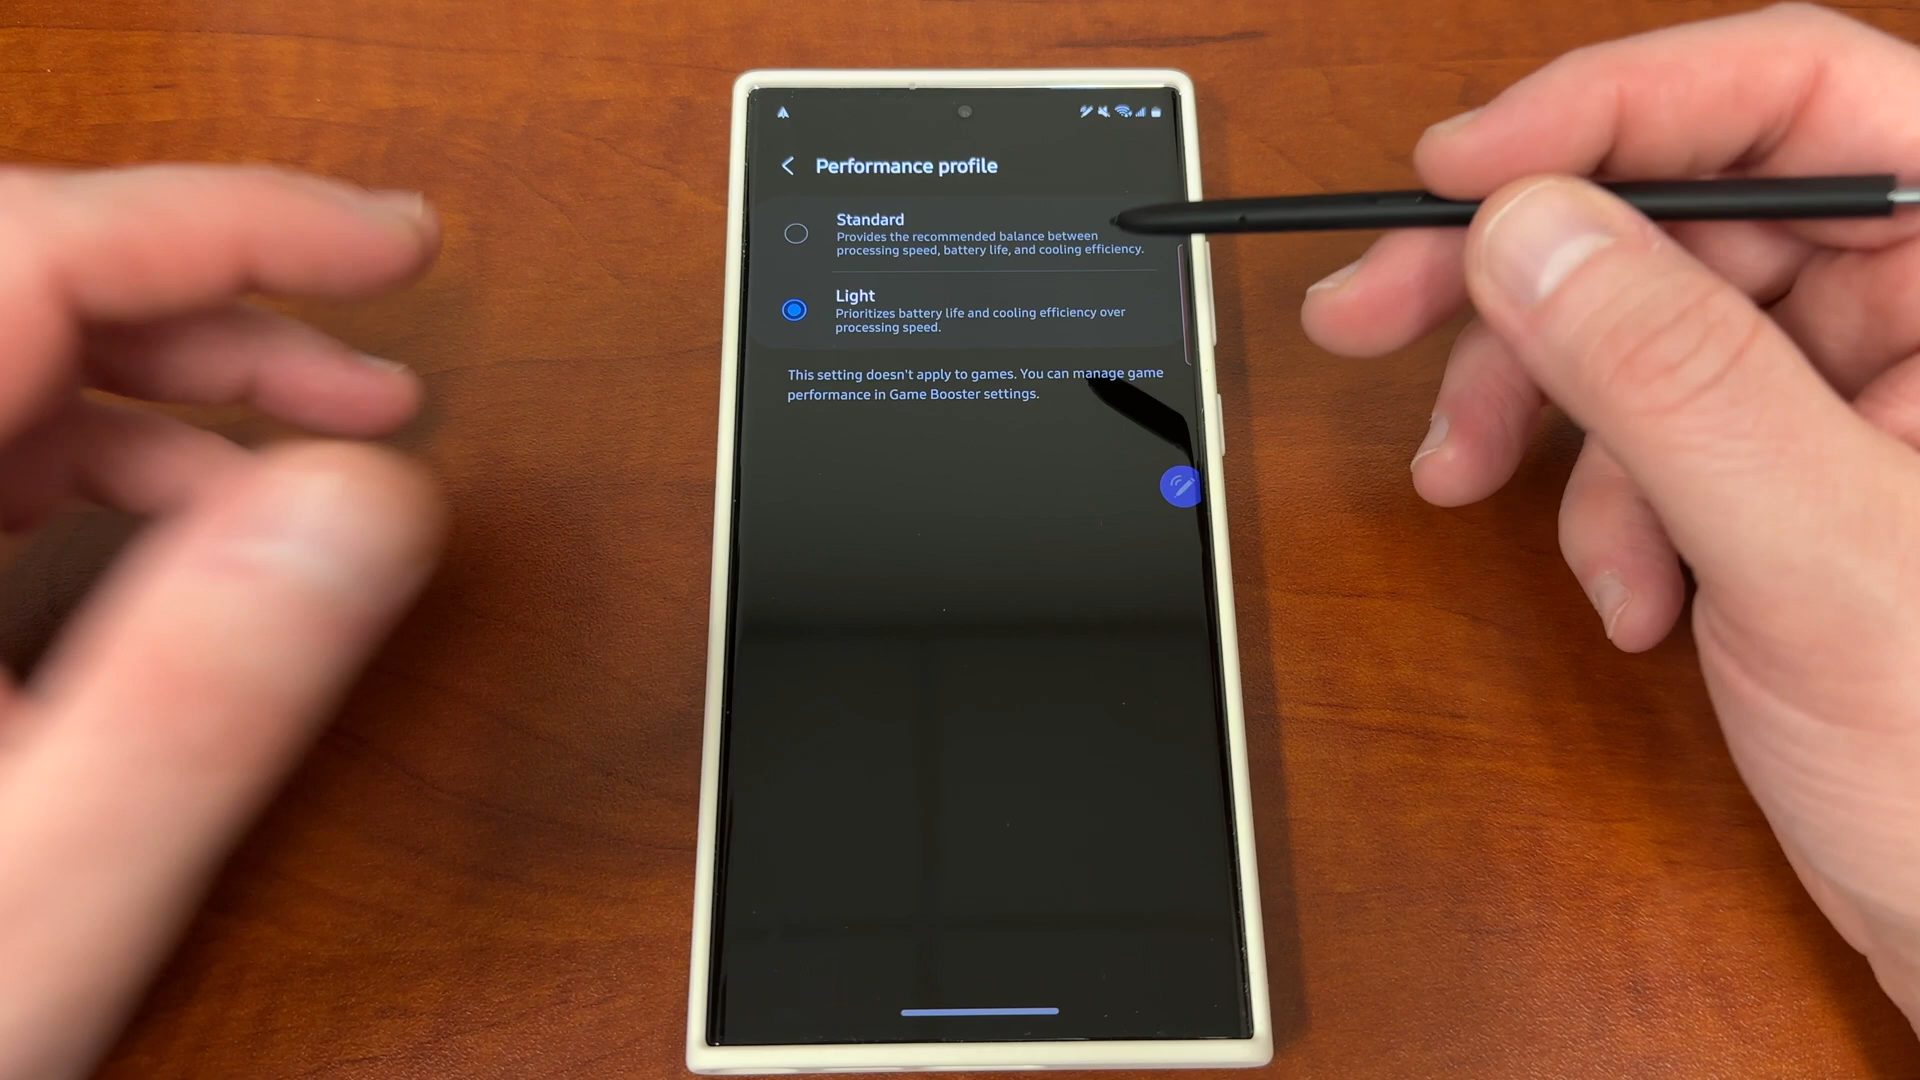 Performance profile
Standard
Provides the recommended balance between
processing speed, battery life, and cooling efficiency.
Light
Prioritizes battery life and cooling efficiency over
processing speed.
This setting doesn't apply to games. You can manage game
performance in Game Booster settings.